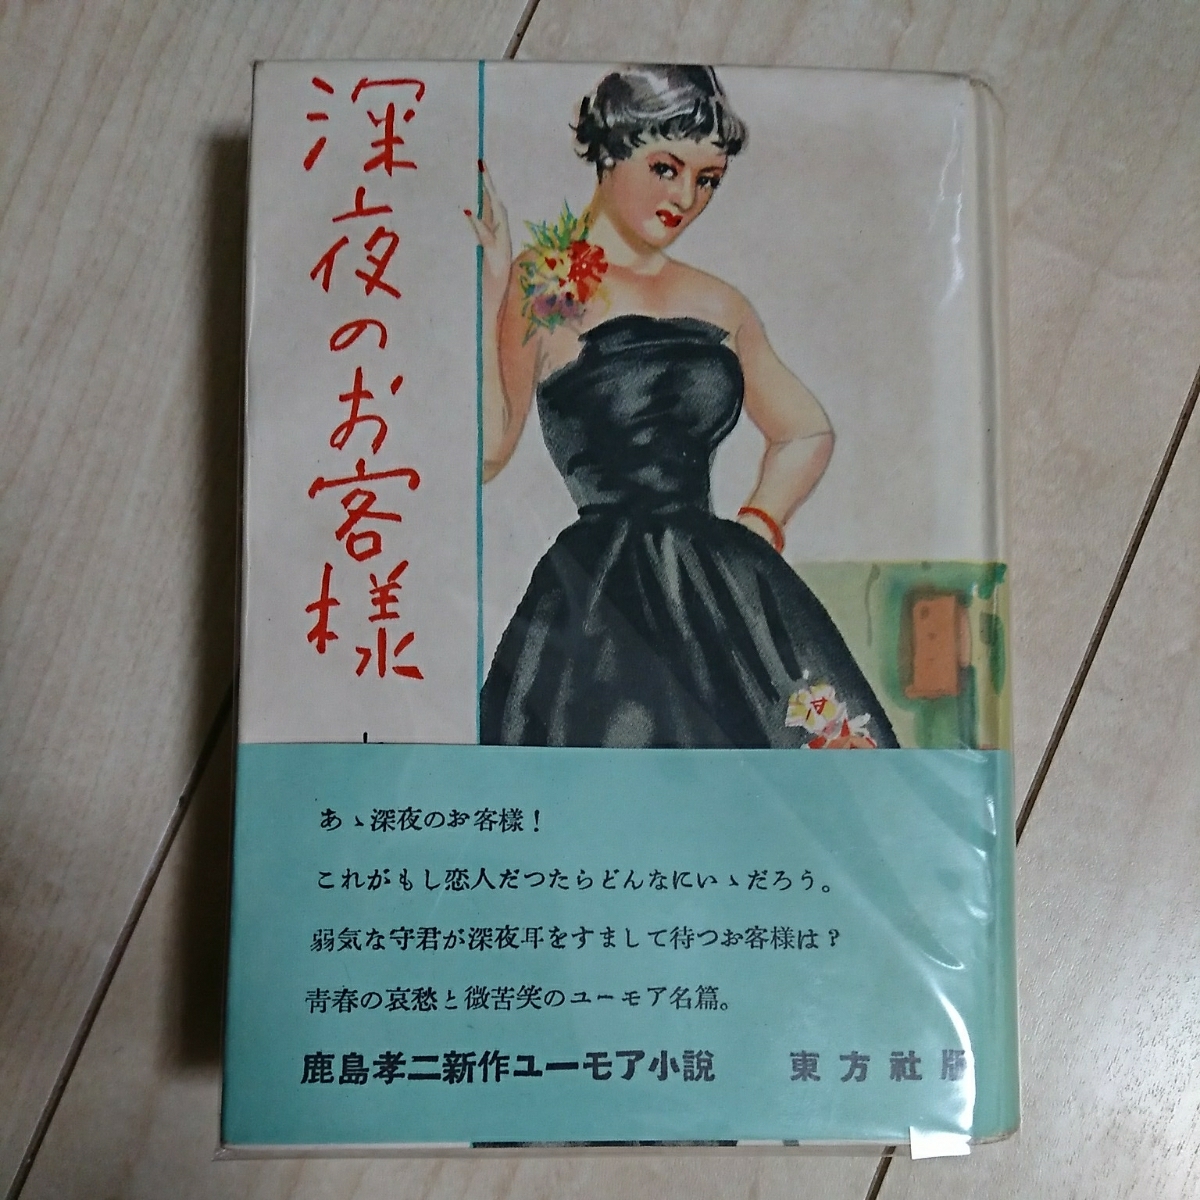 深夜のお客様
あゝ深夜のお客様！
これがもし恋人だつたらどんなにいゝだろう。
弱気な守君が深夜耳をすまして待つお客様は？
靑春の哀愁と微苦笑のユーモア名篇。
鹿島孝二新作ユーモア小說　東方社版